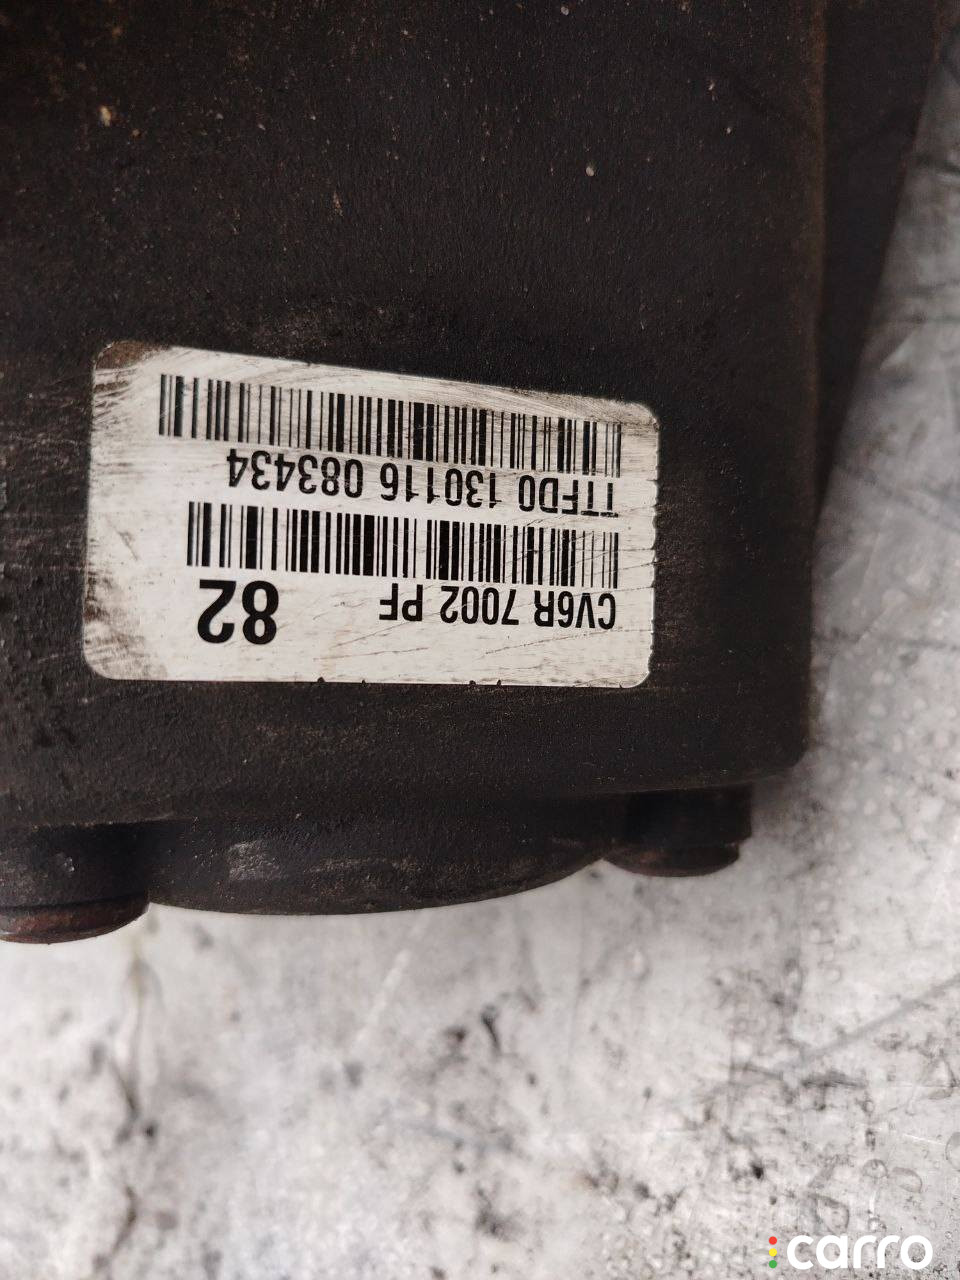 CV6R 7002 PF 82
TTFD0 130116 083434
carro